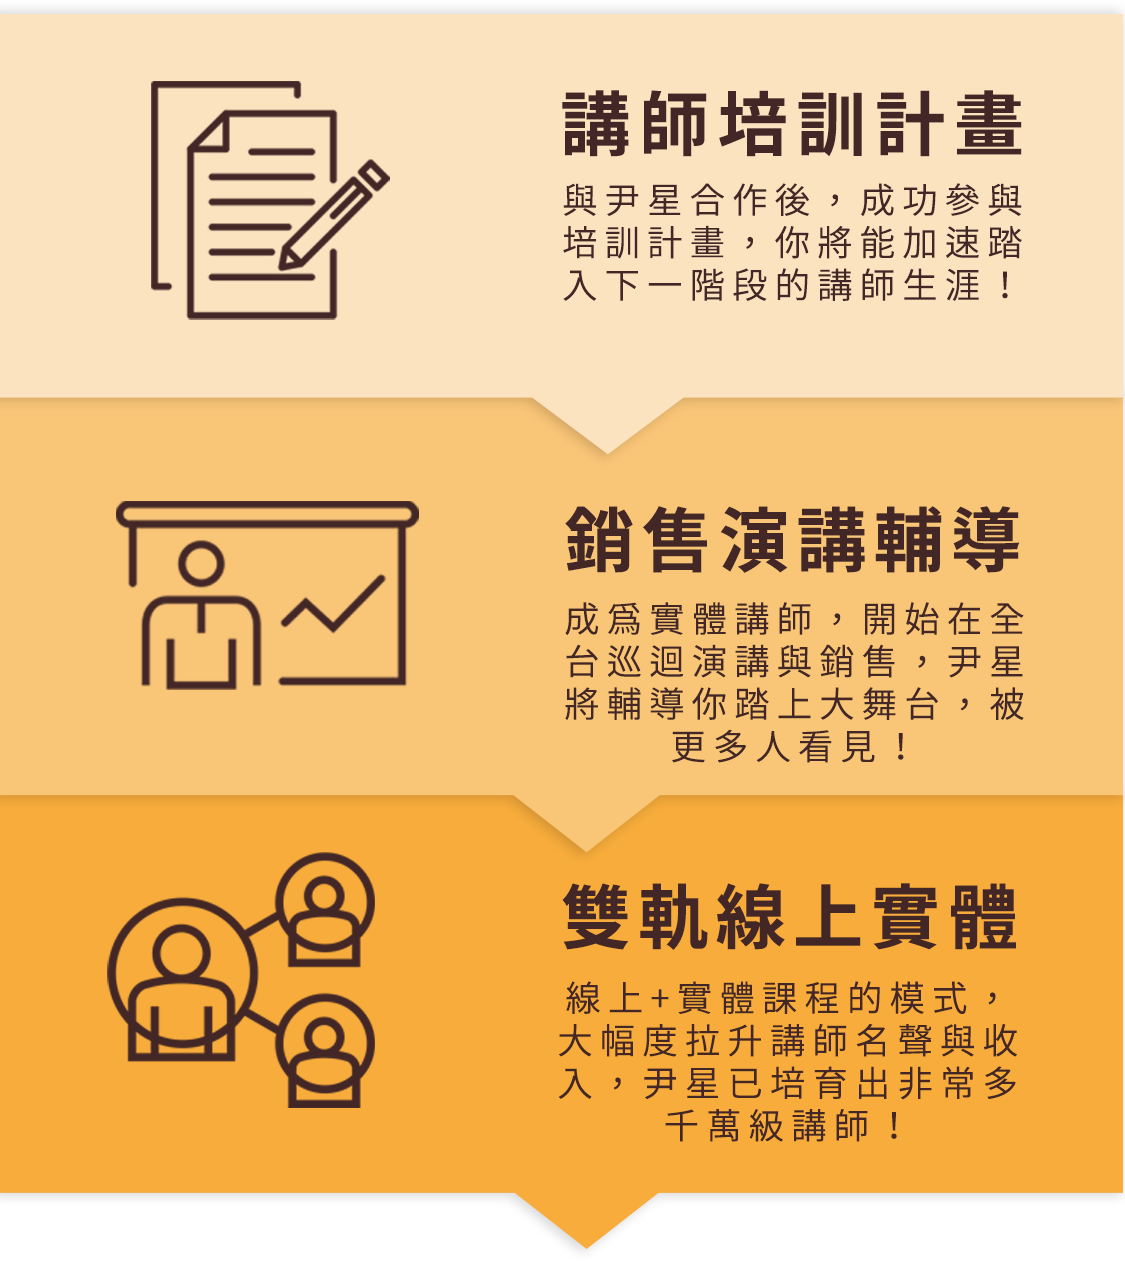 講師培訓計畫
與尹星合作後，成功參與
培訓計畫，你將能加速踏
入下一階段的講師生涯！
銷售演講輔導
成為實體講師，開始在全
台巡迴演講與銷售，尹星
將輔導你踏上大舞台，被
更多人看見！
雙軌線上實體
線上+實體課程的模式，
大幅度拉升講師名聲與收
入，尹星已培育出非常多
千萬級講師！